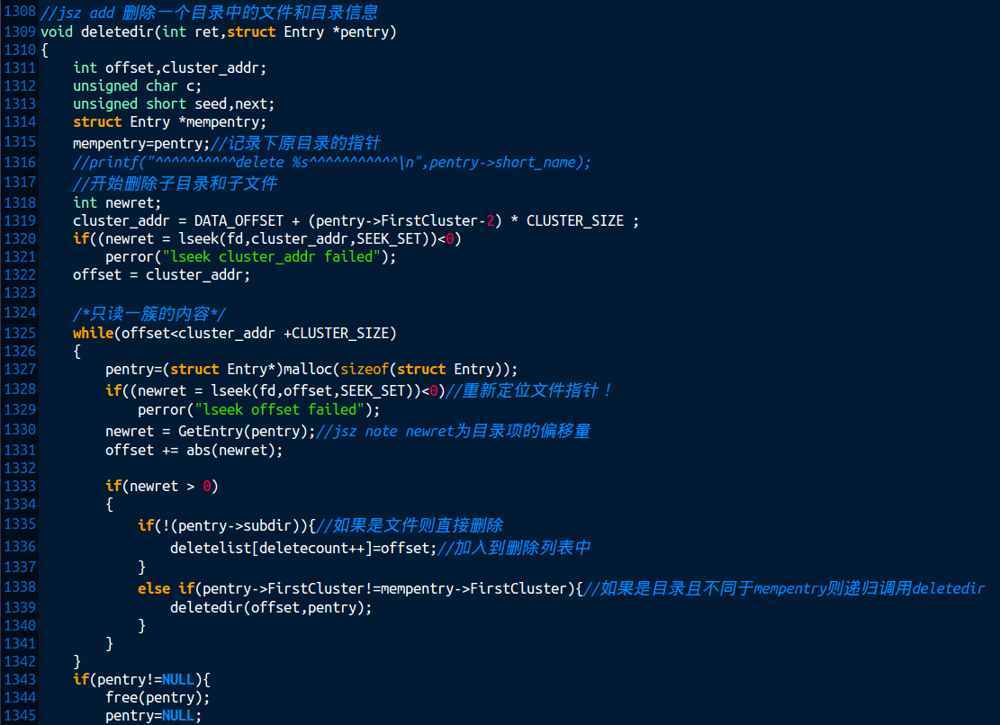 1308 //jsz add 删除一个目录中的文件和目录信息
1309 void deletedir(int ret,struct Entry *pentry)
1310 {
1311     int offset,cluster_addr;
1312     unsigned char c;
1313     unsigned short seed,next;
1314     struct Entry *mempentry;
1315     mempentry=pentry;//记录下原目录的指针
1316     //printf("^^^^^^^^^^delete %s^^^^^^^^^^^\n",pentry->short_name);
1317     //开始删除子目录和子文件
1318     int newret;
1319     cluster_addr = DATA_OFFSET + (pentry->FirstCluster-2) * CLUSTER_SIZE ;
1320     if((newret = lseek(fd,cluster_addr,SEEK_SET))<0)
1321         perror("lseek cluster_addr failed");
1322     offset = cluster_addr;
1323
1324     /*只读一簇的内容*/
1325     while(offset<cluster_addr +CLUSTER_SIZE)
1326     {
1327         pentry=(struct Entry*)malloc(sizeof(struct Entry));
1328         if((newret = lseek(fd,offset,SEEK_SET))<0)//重新定位文件指针！
1329             perror("lseek offset failed");
1330         newret = GetEntry(pentry);//jsz note newret为目录项的偏移量
1331         offset += abs(newret);
1332
1333         if(newret > 0)
1334         {
1335             if(!(pentry->subdir)){//如果是文件则直接删除
1336                 deletelist[deletecount++]=offset;//加入到删除列表中
1337             }
1338             else if(pentry->FirstCluster!=mempentry->FirstCluster){//如果是目录且不同于mempentry则递归调用deletedir
1339                 deletedir(offset,pentry);
1340             }
1341         }
1342     }
1343     if(pentry!=NULL){
1344         free(pentry);
1345         pentry=NULL;